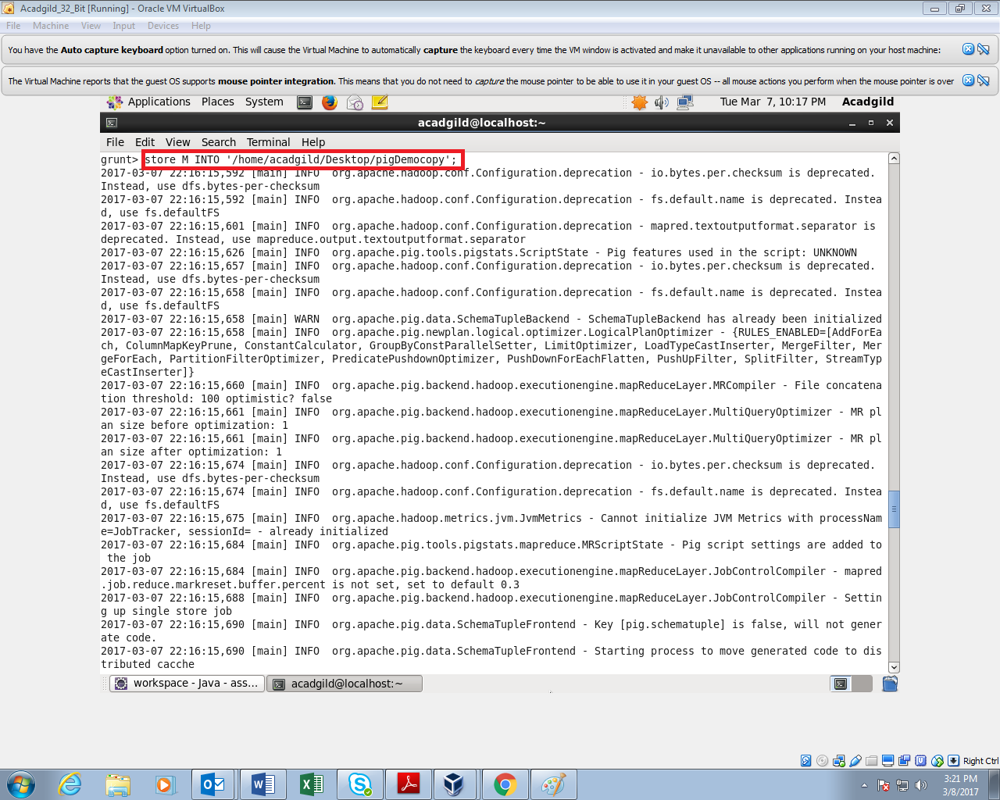 Acadgild_32_Bit [Running] - Oracle VM VirtualBox
File Machine View Input Devices Help
You have the Auto capture keyboard option turned on. This will cause the Virtual Machine to automatically capture the keyboard every time the VM window is activated and make it unavailable to other applications running on your host machine:
The Virtual Machine reports that the guest OS supports mouse pointer integration. This means that you do not need to capture the mouse pointer to be able to use it in your guest OS -- all mouse actions you perform when the mouse pointer is over
Applications Places System Tue Mar 7, 10:17 PM Acadgild
acadgild@localhost:~
File Edit View Search Terminal Help
grunt> store M INTO '/home/acadgild/Desktop/pigDemocopy';
2017-03-07 22:16:15,592 [main] INFO  org.apache.hadoop.conf.Configuration.deprecation - io.bytes.per.checksum is deprecated.
Instead, use dfs.bytes-per-checksum
2017-03-07 22:16:15,592 [main] INFO  org.apache.hadoop.conf.Configuration.deprecation - fs.default.name is deprecated. Instea
d, use fs.defaultFS
2017-03-07 22:16:15,601 [main] INFO  org.apache.hadoop.conf.Configuration.deprecation - mapred.textoutputformat.separator is
deprecated. Instead, use mapreduce.output.textoutputformat.separator
2017-03-07 22:16:15,626 [main] INFO  org.apache.pig.tools.pigstats.ScriptState - Pig features used in the script: UNKNOWN
2017-03-07 22:16:15,657 [main] INFO  org.apache.hadoop.conf.Configuration.deprecation - io.bytes.per.checksum is deprecated.
Instead, use dfs.bytes-per-checksum
2017-03-07 22:16:15,658 [main] INFO  org.apache.hadoop.conf.Configuration.deprecation - fs.default.name is deprecated. Instea
d, use fs.defaultFS
2017-03-07 22:16:15,658 [main] WARN  org.apache.pig.data.SchemaTupleBackend - SchemaTupleBackend has already been initialized
2017-03-07 22:16:15,658 [main] INFO  org.apache.pig.newplan.logical.optimizer.LogicalPlanOptimizer - {RULES_ENABLED=[AddForEa
ch, ColumnMapKeyPrune, ConstantCalculator, GroupByConstParallelSetter, LimitOptimizer, LoadTypeCastInserter, MergeFilter, Mer
geForEach, PartitionFilterOptimizer, PredicatePushdownOptimizer, PushDownForEachFlatten, PushUpFilter, SplitFilter, StreamTyp
eCastInserter]}
2017-03-07 22:16:15,660 [main] INFO  org.apache.pig.backend.hadoop.executionengine.mapReduceLayer.MRCompiler - File concatena
tion threshold: 100 optimistic? false
2017-03-07 22:16:15,661 [main] INFO  org.apache.pig.backend.hadoop.executionengine.mapReduceLayer.MultiQueryOptimizer - MR pl
an size before optimization: 1
2017-03-07 22:16:15,661 [main] INFO  org.apache.pig.backend.hadoop.executionengine.mapReduceLayer.MultiQueryOptimizer - MR pl
an size after optimization: 1
2017-03-07 22:16:15,674 [main] INFO  org.apache.hadoop.conf.Configuration.deprecation - io.bytes.per.checksum is deprecated.
Instead, use dfs.bytes-per-checksum
2017-03-07 22:16:15,674 [main] INFO  org.apache.hadoop.conf.Configuration.deprecation - fs.default.name is deprecated. Instea
d, use fs.defaultFS
2017-03-07 22:16:15,675 [main] INFO  org.apache.hadoop.metrics.jvm.JvmMetrics - Cannot initialize JVM Metrics with processNam
e=JobTracker, sessionId= - already initialized
2017-03-07 22:16:15,684 [main] INFO  org.apache.pig.tools.pigstats.mapreduce.MRScriptState - Pig script settings are added to
 the job
2017-03-07 22:16:15,684 [main] INFO  org.apache.pig.backend.hadoop.executionengine.mapReduceLayer.JobControlCompiler - mapred
.job.reduce.markreset.buffer.percent is not set, set to default 0.3
2017-03-07 22:16:15,688 [main] INFO  org.apache.pig.backend.hadoop.executionengine.mapReduceLayer.JobControlCompiler - Settin
g up single store job
2017-03-07 22:16:15,690 [main] INFO  org.apache.pig.data.SchemaTupleFrontend - Key [pig.schematuple] is false, will not gener
ate code.
2017-03-07 22:16:15,690 [main] INFO  org.apache.pig.data.SchemaTupleFrontend - Starting process to move generated code to dis
tributed cacche
workspace - Java - ass... acadgild@localhost:~
Right Ctrl
3:21 PM
3/8/2017